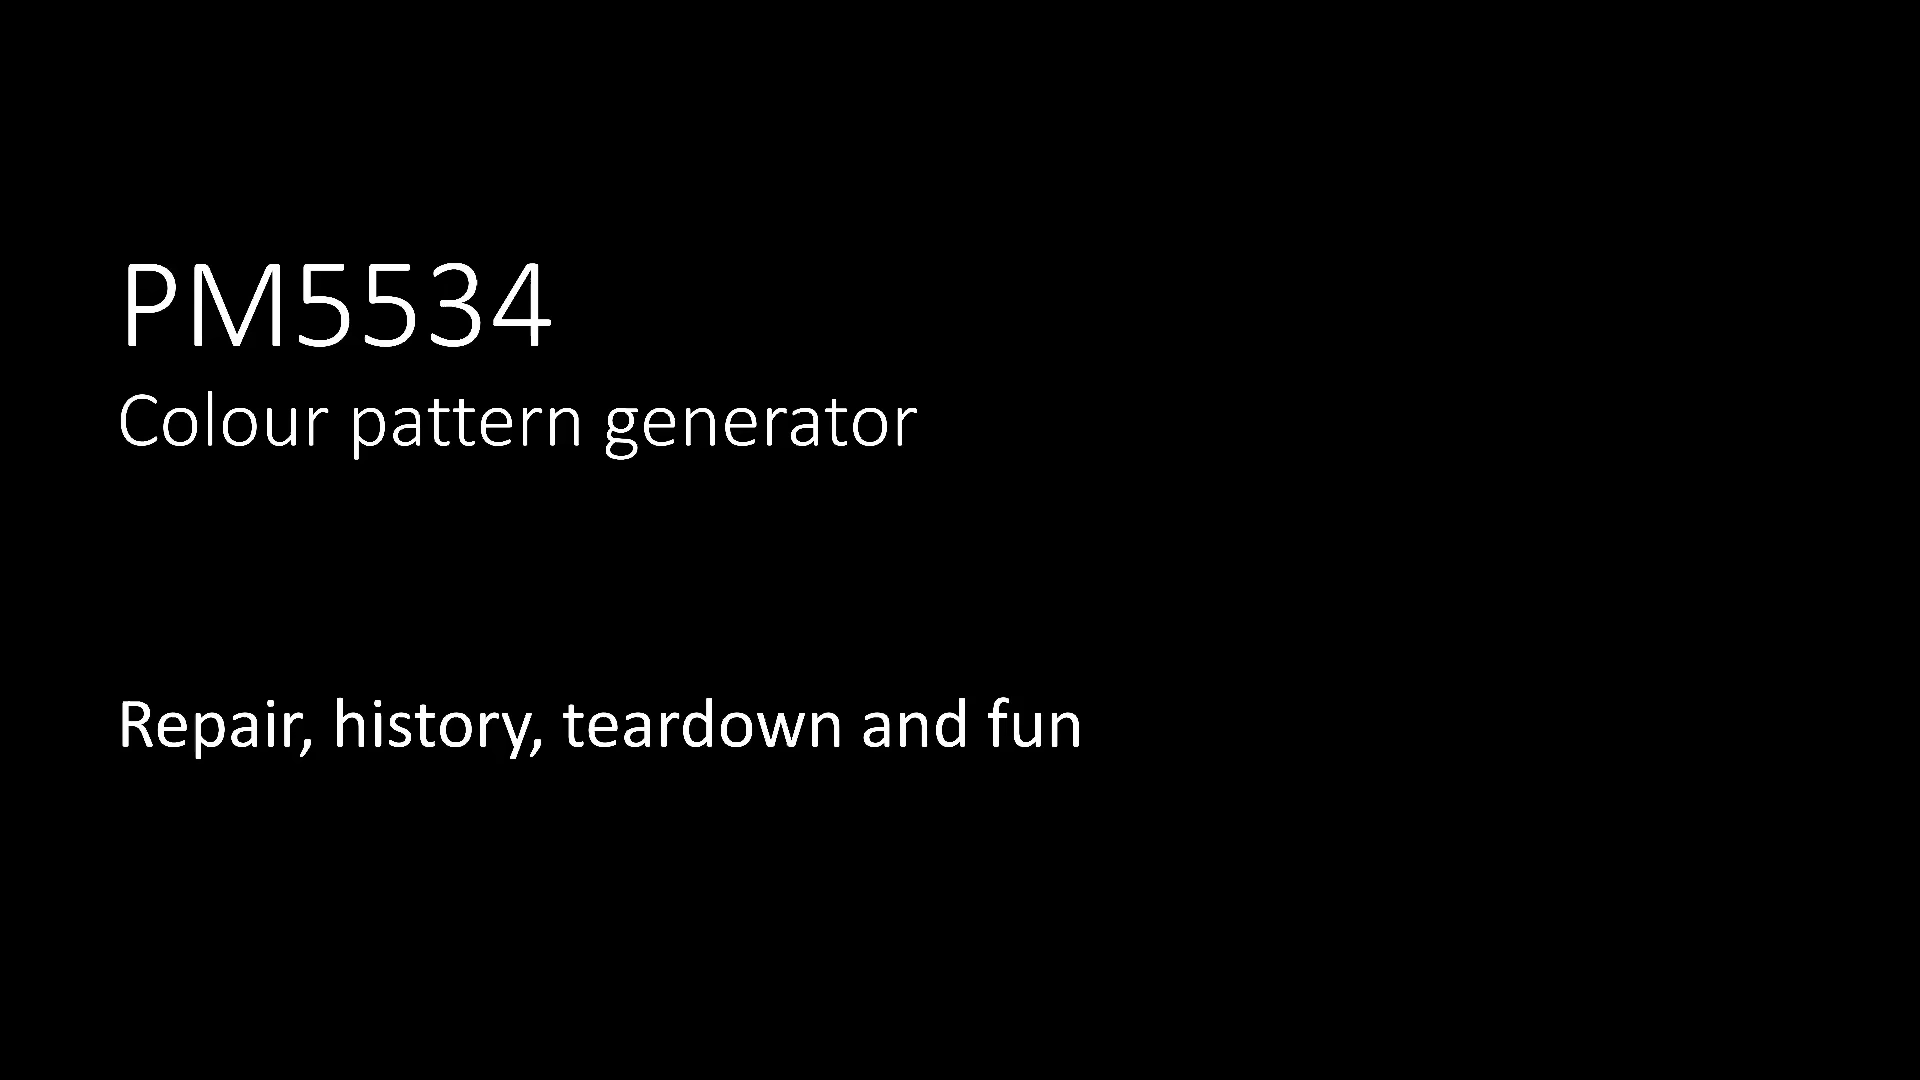 PM5534
Colour pattern generator
Repair, history, teardown and fun